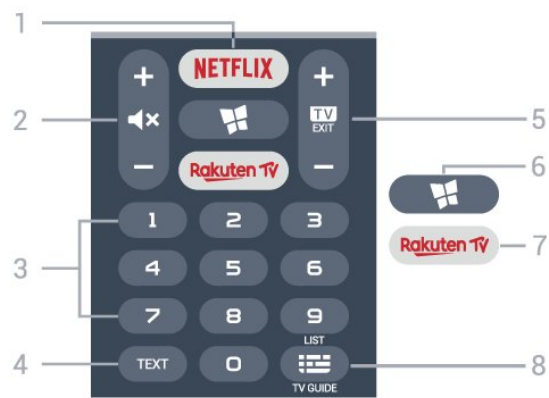 1
+ NETFLIX +
2
TV
EXIT
5
6
- Rakuten TV -
Rakuten TV
7
1 2 3
3
4 5 6
7 8 9
LIST
4
TEXT 0
8
TV GUIDE